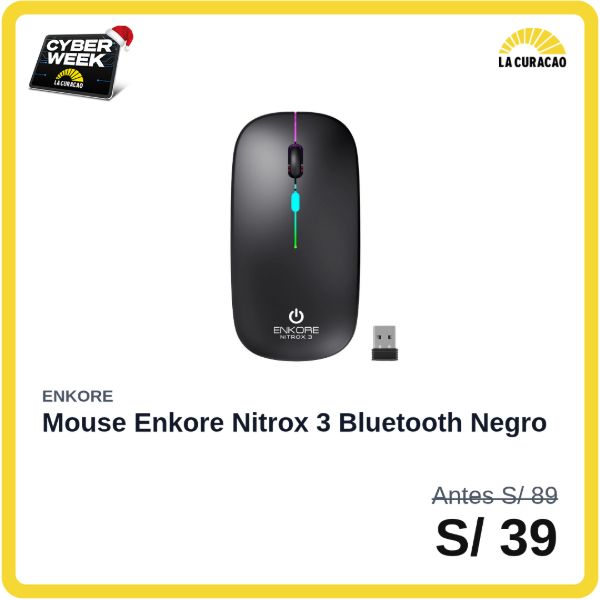 CYBER
WEEK
LA CURACAO
LA CURACAO
ENKORE
NITROX 3
ENKORE
Mouse Enkore Nitrox 3 Bluetooth Negro
Antes S/ 89
S/ 39